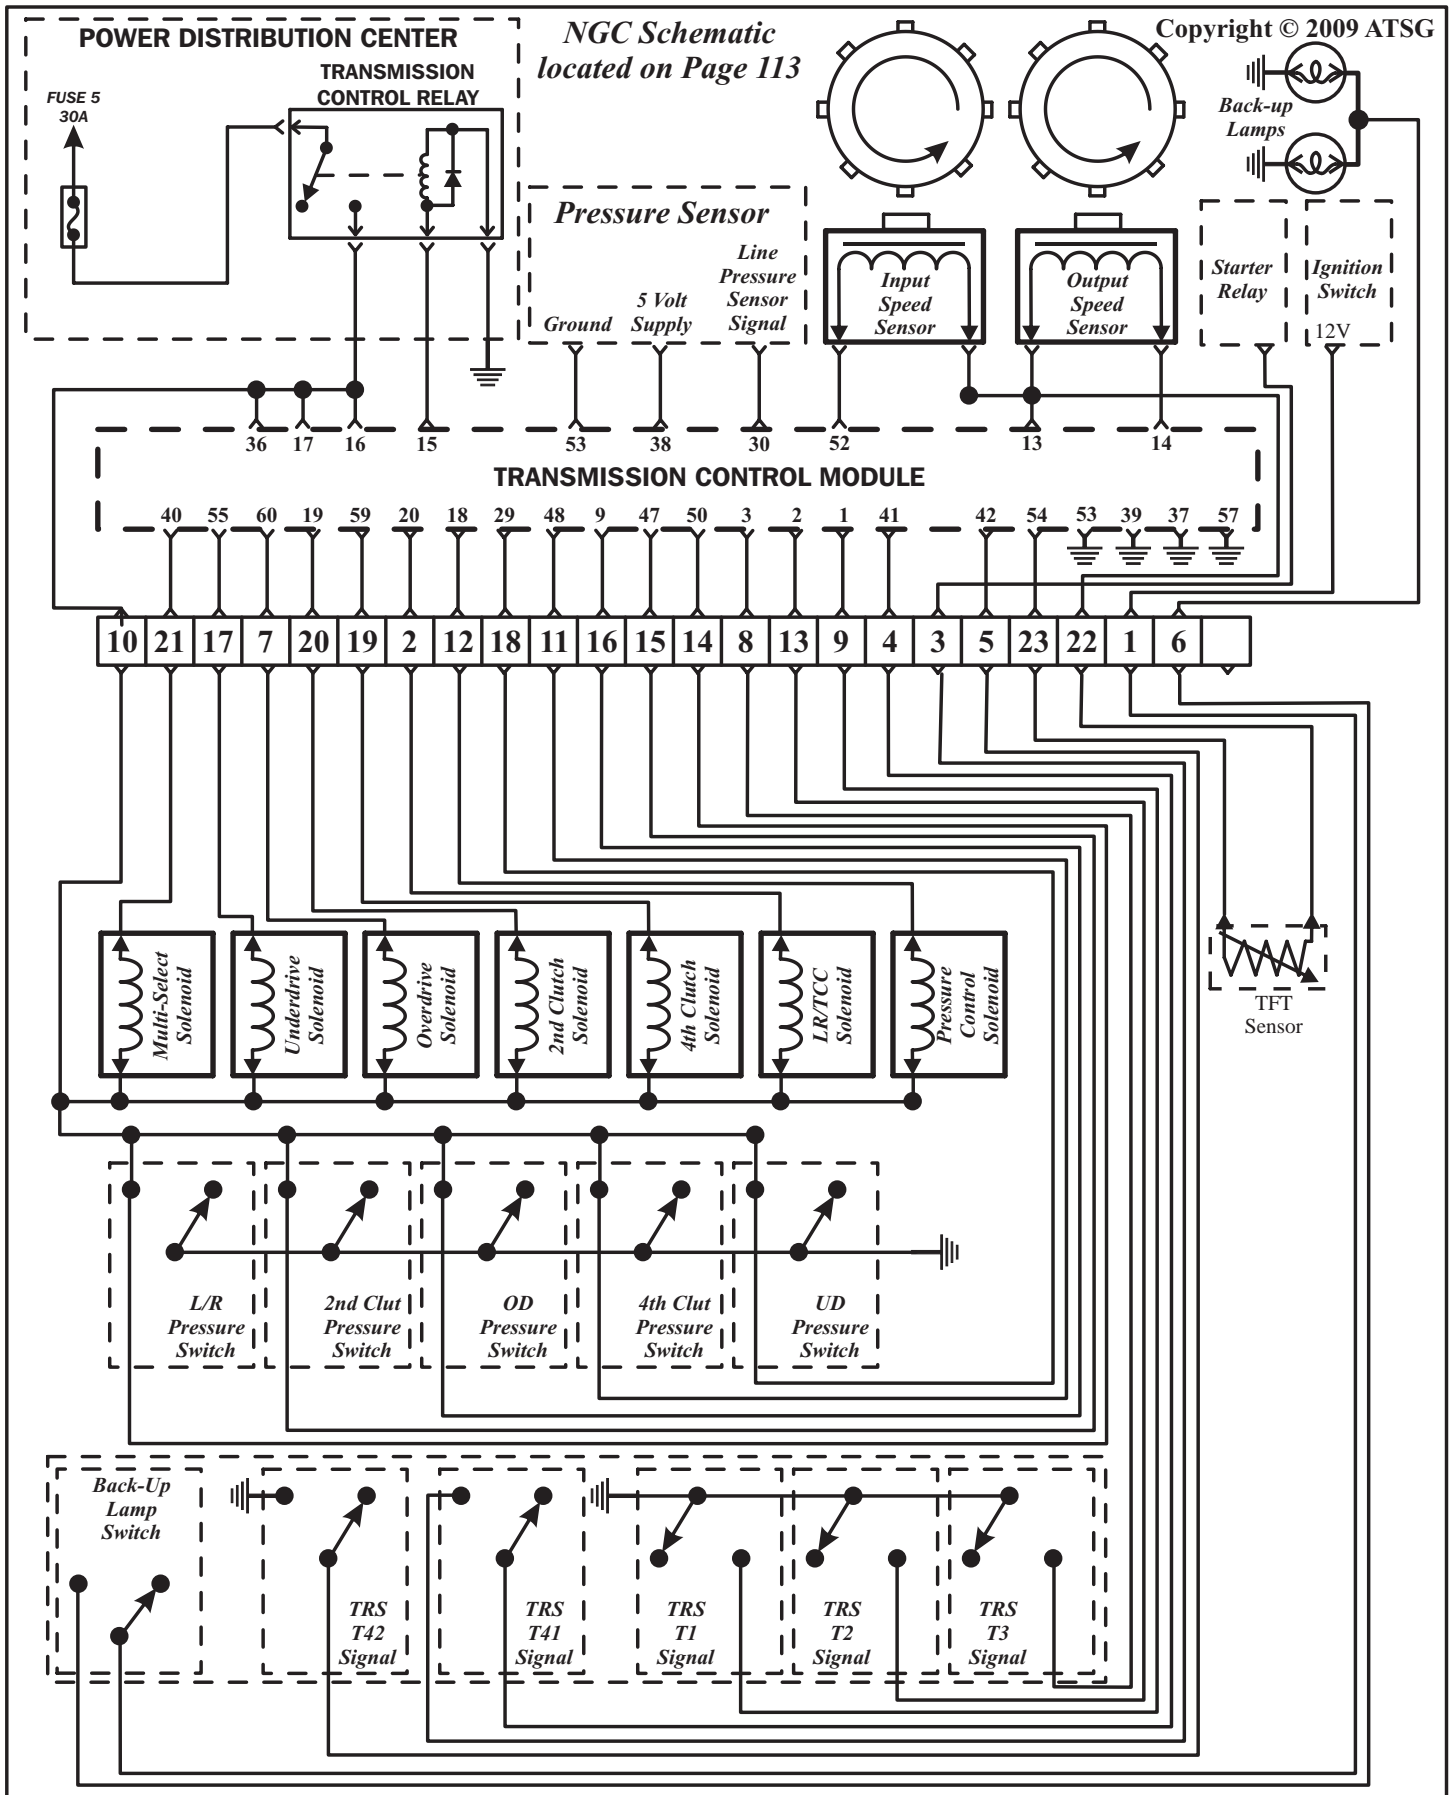 POWER DISTRIBUTION CENTER
TRANSMISSION
CONTROL RELAY
FUSE 5
30A
NGC Schematic
located on Page 113
Copyright © 2009 ATSG
Back-up
Lamps
Pressure Sensor
Ground
5 Volt
Supply
Line
Pressure
Sensor
Signal
Input
Speed
Sensor
Output
Speed
Sensor
Starter
Relay
Ignition
Switch
12V
36 17 16 15 53 38 30 52 13 14
TRANSMISSION CONTROL MODULE
40 55 60 19 59 20 18 29 48 9 47 50 3 2 1 41 42 54 53 39 37 57
10 21 17 7 20 19 2 12 18 11 16 15 14 8 13 9 4 3 5 23 22 1 6
Multi-Select
Solenoid
Underdrive
Solenoid
Overdrive
Solenoid
2nd Clutch
Solenoid
4th Clutch
Solenoid
LR/TCC
Solenoid
Pressure
Control
Solenoid
TFT
Sensor
L/R
Pressure
Switch
2nd Clut
Pressure
Switch
OD
Pressure
Switch
4th Clut
Pressure
Switch
UD
Pressure
Switch
Back-Up
Lamp
Switch
TRS
T42
Signal
TRS
T41
Signal
TRS
T1
Signal
TRS
T2
Signal
TRS
T3
Signal